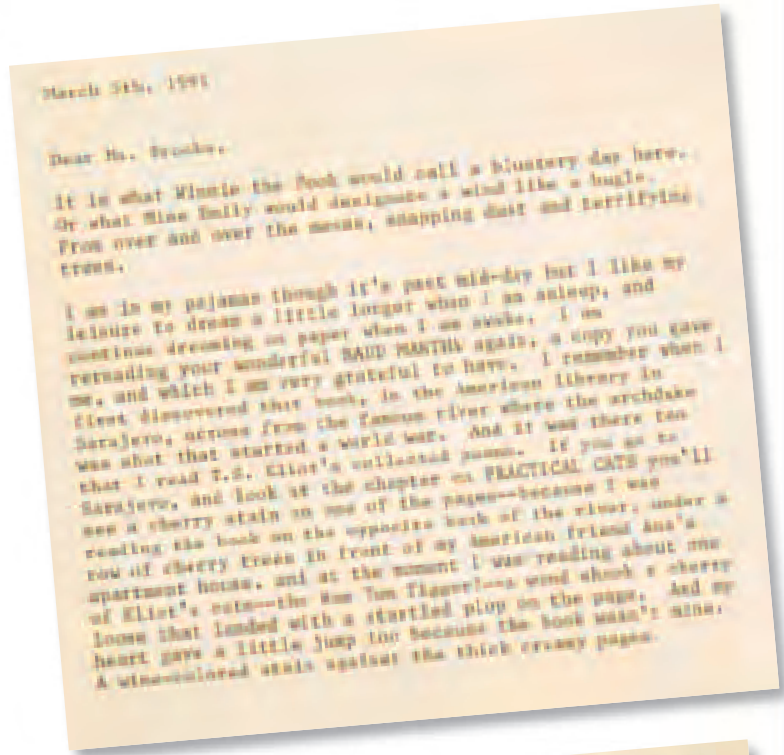 March 5th, 1991
Dear Ms. Brooks,
It is what Winnie the Pooh would call a blustery day here.
Or what Miss Emily would designate a wind like a bugle.
From over and over the mesas, snapping dust and terrifying
trees.
I am in my pajamas though it's past mid-day but I like my
leisure to dream a little longer when I am asleep, and
continue dreaming on paper when I am awake. I am
rereading your wonderful MAUD MARTHA again, a copy you gave
me, and which I am very grateful to have. I remember when I
first discovered that book, in the American library in
Sarajevo, across from the famous river where the archduke
was shot that started a world war. And it was there too
that I read T.S. Eliot's collected poems. If you go to
Sarajevo, and look at the chapter on PRACTICAL CATS you'll
see a cherry stain on one of the pages--because I was
reading the book on the opposite bank of the river, under a
row of cherry trees in front of my American friend Ana's
apartment house, and at the moment I was reading about one
of Eliot's cats--the Rum Tum Tugger?--a wind shook a cherry
loose that landed with a startled plop on the page. And my
heart gave a little jump too because the book wasn't mine.
A wine-colored stain against the thick creamy pages.